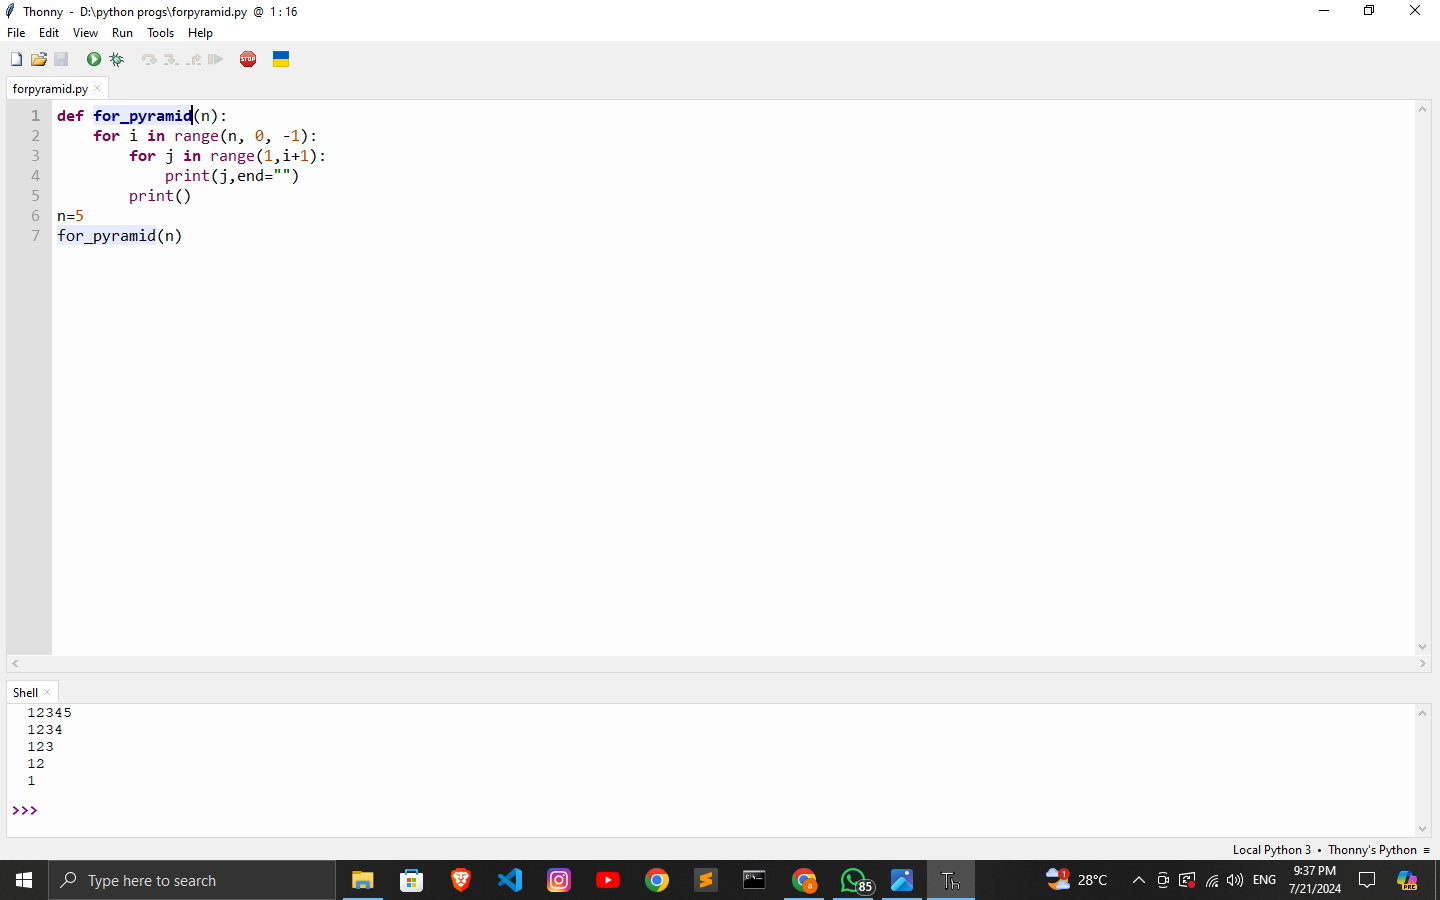 Thonny - D:\python progs\forpyramid.py @ 1 : 16
File Edit View Run Tools Help
STOP
forpyramid.py ×
1 def for_pyramid(n):
2     for i in range(n, 0, -1):
3         for j in range(1,i+1):
4             print(j,end="")
5         print()
6 n=5
7 for_pyramid(n)
Shell ×
12345
1234
123
12
1
>>>
Local Python 3 • Thonny's Python ≡
Type here to search
85
Th
1
28°C
ENG
9:37 PM
7/21/2024
PRE